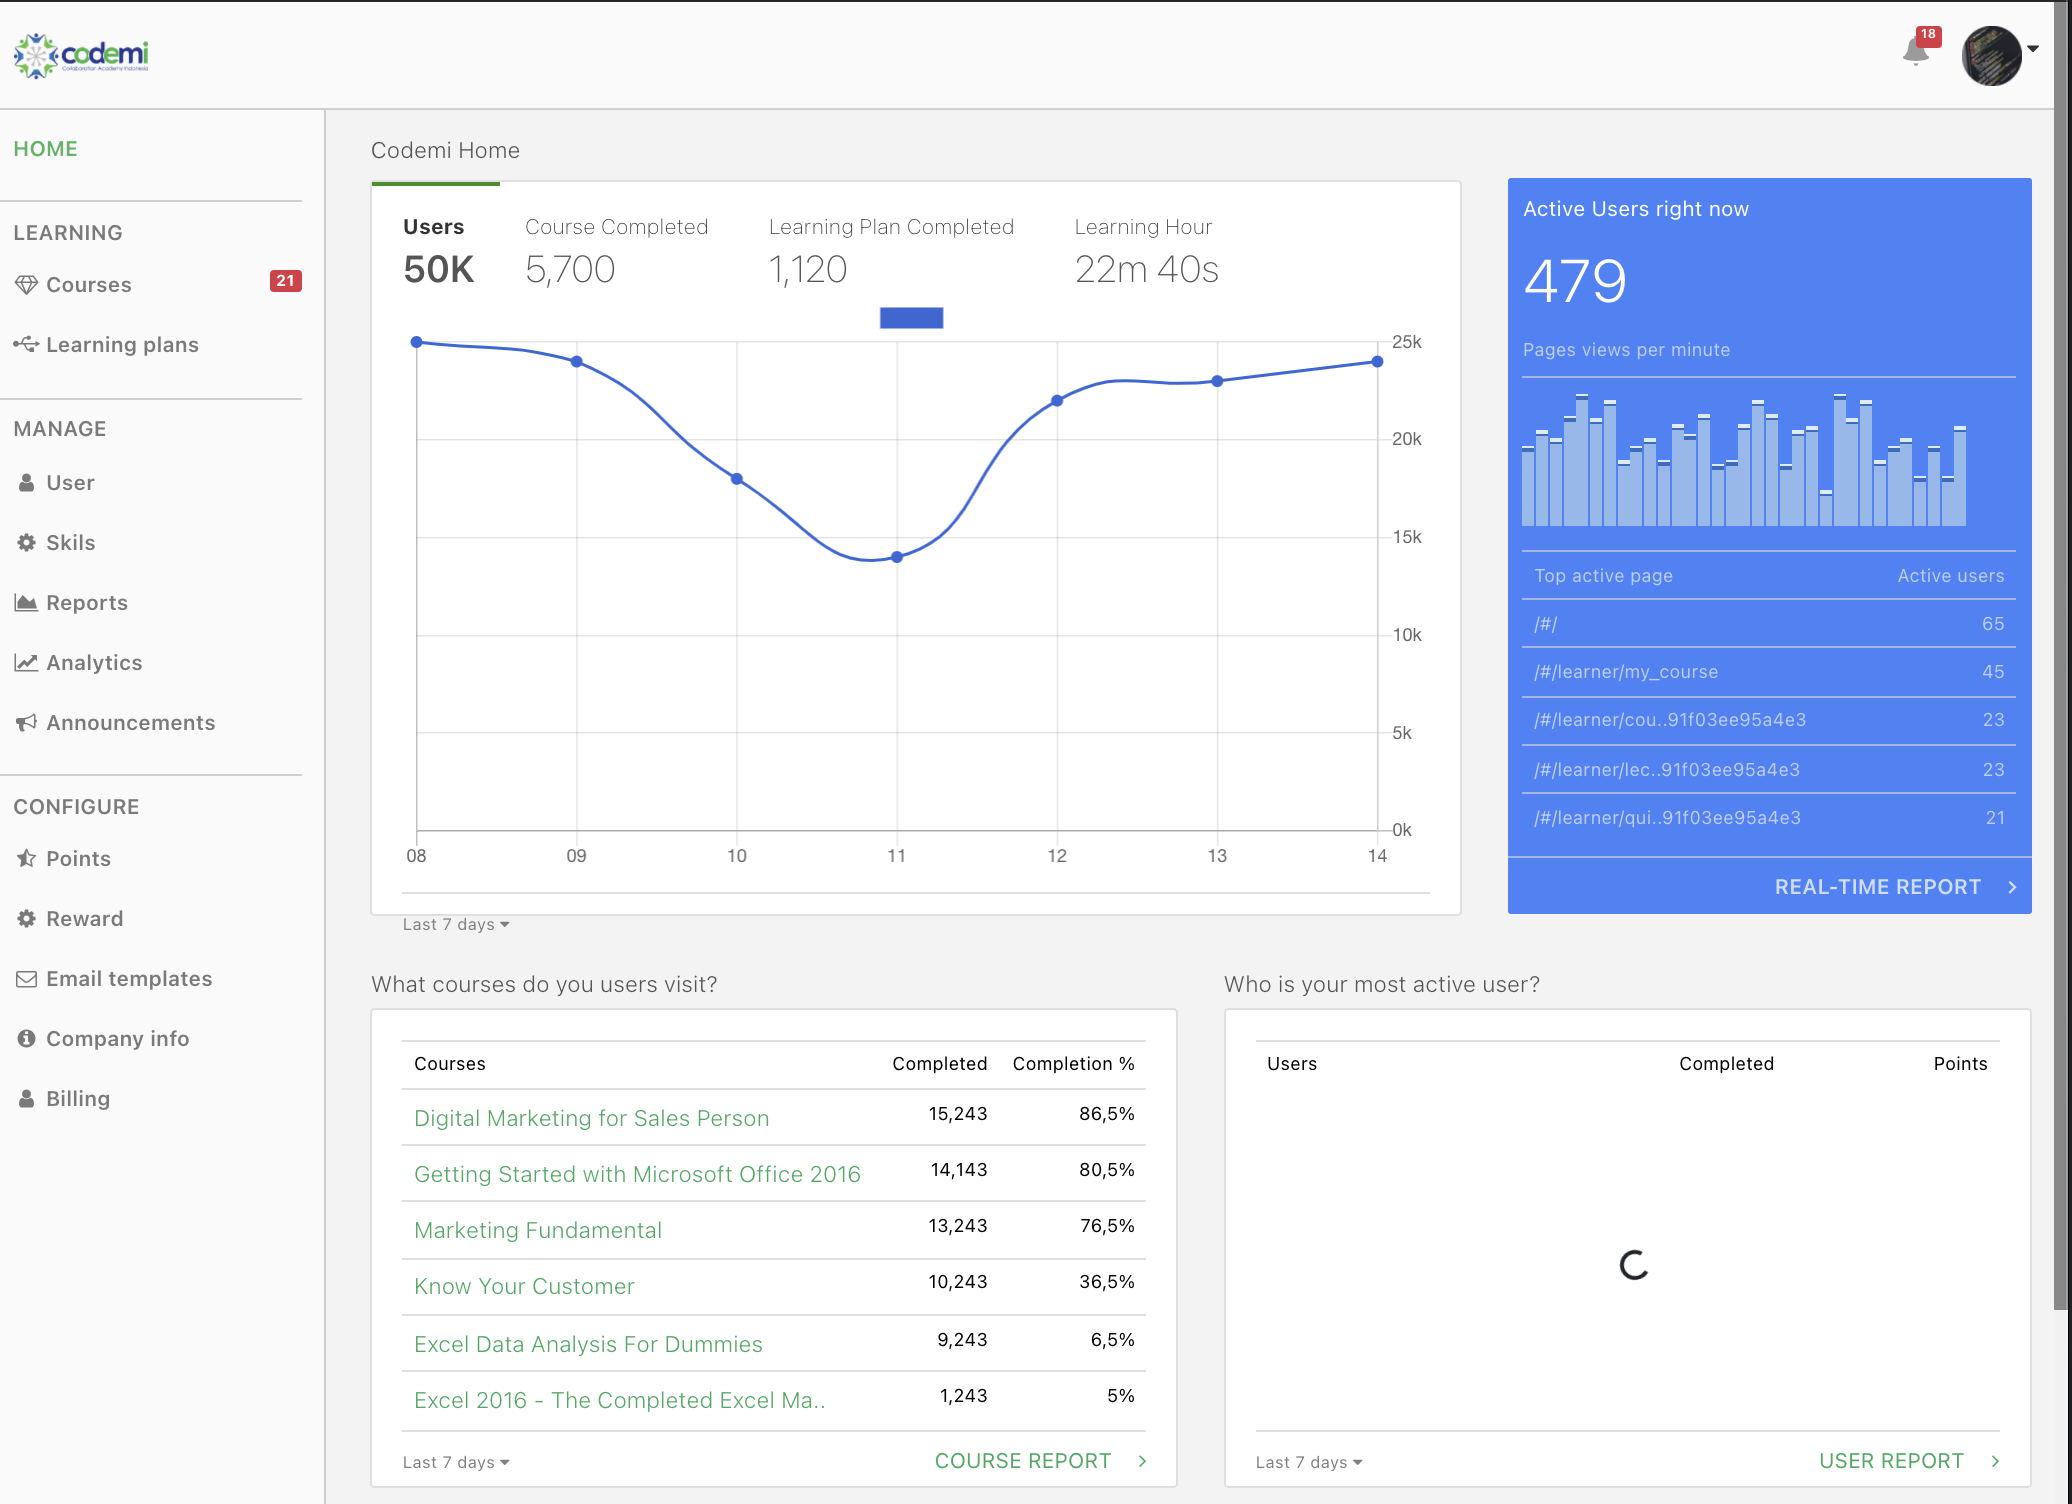 codemi
Collaboration Academy Indonesia
18
HOME
LEARNING
Courses 21
Learning plans
MANAGE
User
Skils
Reports
Analytics
Announcements
CONFIGURE
Points
Reward
Email templates
Company info
Billing
Codemi Home
Users Course Completed Learning Plan Completed Learning Hour
50K 5,700 1,120 22m 40s
25k
20k
15k
10k
5k
0k
08 09 10 11 12 13 14
Last 7 days
Active Users right now
479
Pages views per minute
Top active page Active users
/#/ 65
/#/learner/my_course 45
/#/learner/cou..91f03ee95a4e3 23
/#/learner/lec..91f03ee95a4e3 23
/#/learner/qui..91f03ee95a4e3 21
REAL-TIME REPORT
What courses do you users visit?
Courses Completed Completion %
Digital Marketing for Sales Person 15,243 86,5%
Getting Started with Microsoft Office 2016 14,143 80,5%
Marketing Fundamental 13,243 76,5%
Know Your Customer 10,243 36,5%
Excel Data Analysis For Dummies 9,243 6,5%
Excel 2016 - The Completed Excel Ma.. 1,243 5%
Last 7 days COURSE REPORT
Who is your most active user?
Users Completed Points
Last 7 days USER REPORT